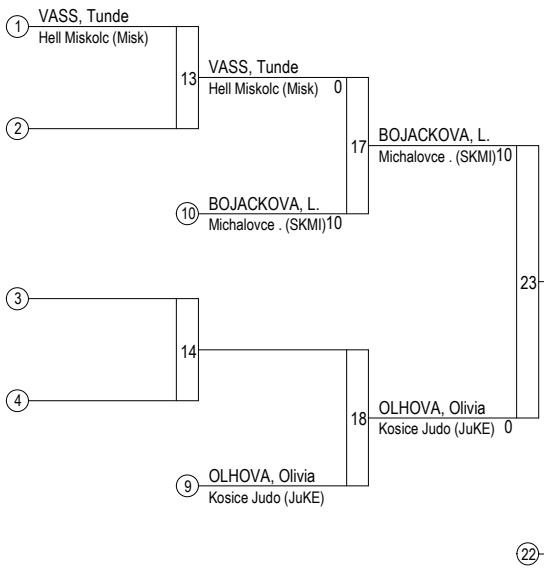 1 VASS, Tunde
Hell Miskolc (Misk)
13 VASS, Tunde
Hell Miskolc (Misk) 0
2
17 BOJACKOVA, L.
Michalovce . (SKMI)10
10 BOJACKOVA, L.
Michalovce . (SKMI)10
23
3
14
4
18 OLHOVA, Olivia
Kosice Judo (JuKE) 0
9 OLHOVA, Olivia
Kosice Judo (JuKE)
22